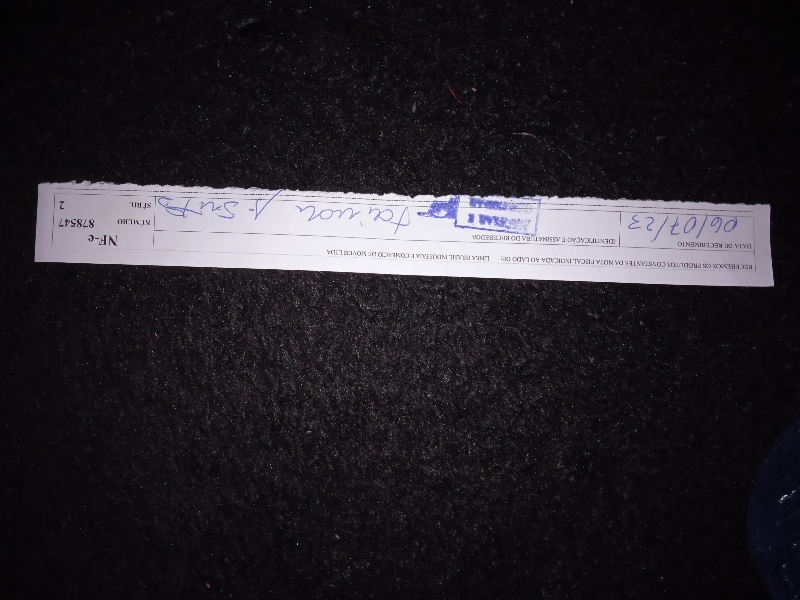 RECEBEMOS OS PRODUTOS CONSTANTES DA NOTA FISCAL INDICADA AO LADO DE: LINEA BRASIL INDUSTRIA E COMERCIO DE MOVEIS LTDA
NF-e
DATA DE RECEBIMENTO
IDENTIFICAÇÃO E ASSINATURA DO RECEBEDOR
NÚMERO 878547
06/07/23
SÉRIE 2